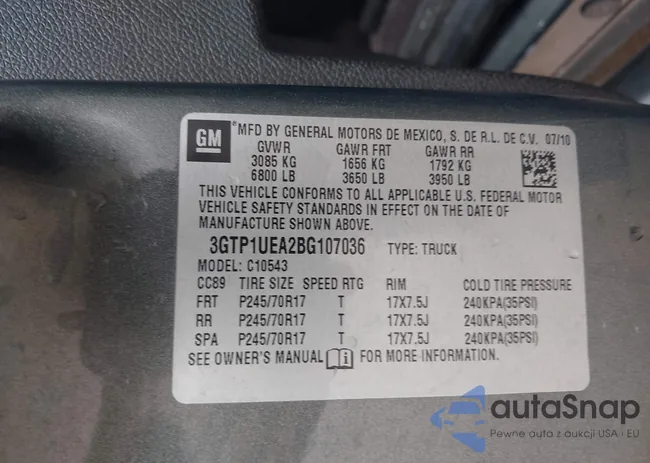 GM *MFD BY GENERAL MOTORS DE MEXICO, S. DE R.L. DE C.V. 07/10
GVWR GAWR FRT GAWR RR
3085 KG 1656 KG 1792 KG
6800 LB 3650 LB 3950 LB
THIS VEHICLE CONFORMS TO ALL APPLICABLE U.S. FEDERAL MOTOR
VEHICLE SAFETY STANDARDS IN EFFECT ON THE DATE OF
MANUFACTURE SHOWN ABOVE.
3GTP1UEA2BG107036 TYPE: TRUCK
MODEL: C10543
CC89 TIRE SIZE SPEED RTG RIM COLD TIRE PRESSURE
FRT P245/70R17 T 17X7.5J 240KPA(35PSI)
RR P245/70R17 T 17X7.5J 240KPA(35PSI)
SPA P245/70R17 T 17X7.5J 240KPA(35PSI)
SEE OWNER'S MANUAL FOR MORE INFORMATION.
autaSnap
Pewne auta z aukcji USA i EU